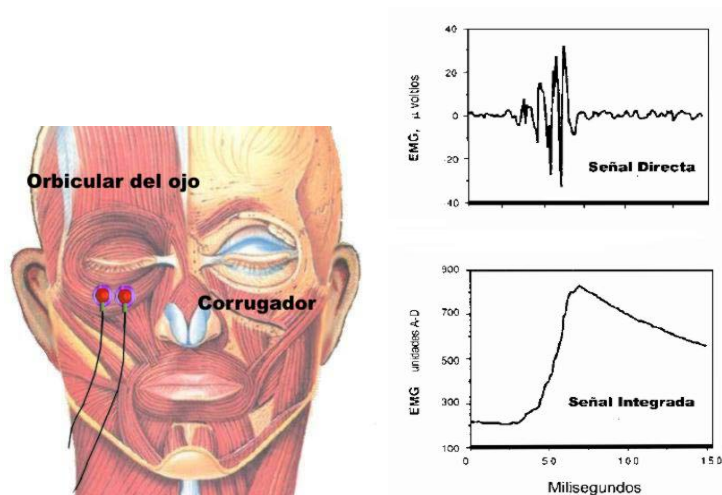 Orbicular del ojo
Corrugador
EMG, μ voltios
40
20
0
-20
40
Señal Directa
EMG unidades A-D
900
700
500
300
100
Señal Integrada
0
50
100
150
Milisegundos